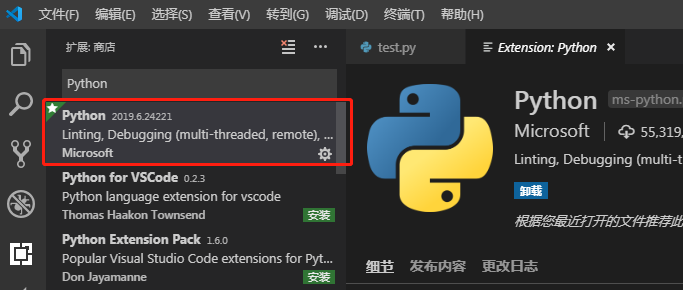 文件(F) 编辑(E) 选择(S) 查看(V) 转到(G) 调试(D) 终端(T) 帮助(H)
扩展: 商店
Python
Python 2019.6.24221
Linting, Debugging (multi-threaded, remote), ...
Microsoft
Python for VSCode 0.2.3
Python language extension for vscode
Thomas Haakon Townsend 安装
Python Extension Pack 1.6.0
Popular Visual Studio Code extensions for Pyt...
Don Jayamanne 安装
test.py Extension: Python
Python ms-python.
Microsoft 55,319,
Linting, Debugging (multi-t
卸载
根据您最近打开的文件推荐此
细节 发布内容 更改日志